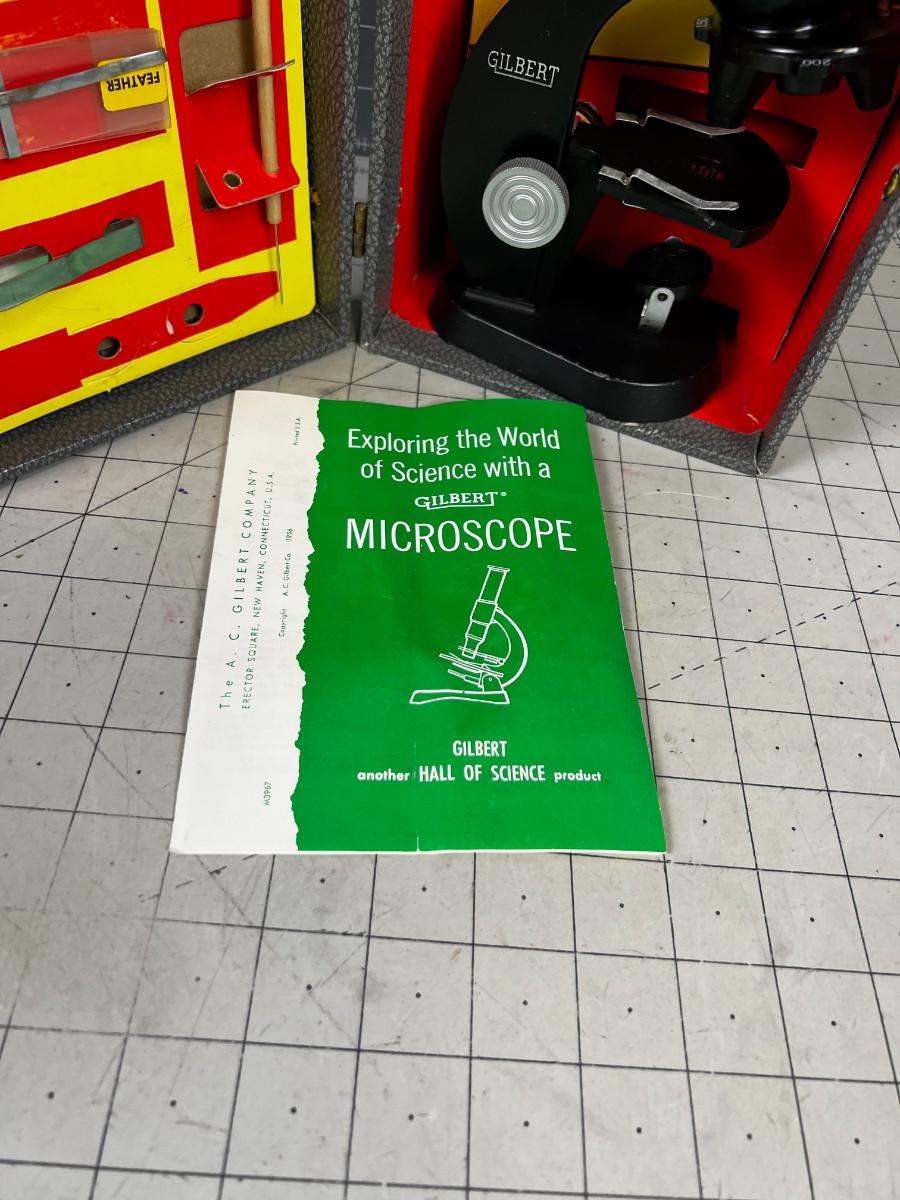 FEATHER
GILBERT
200
Exploring the World
of Science with a
GILBERT®
MICROSCOPE
GILBERT
another HALL OF SCIENCE product
The A. C. GILBERT COMPANY
ERECTOR SQUARE, NEW HAVEN, CONNECTICUT, U.S.A.
Copyright A. C. Gilbert Co. 1956
Printed U.S.A.
M3967